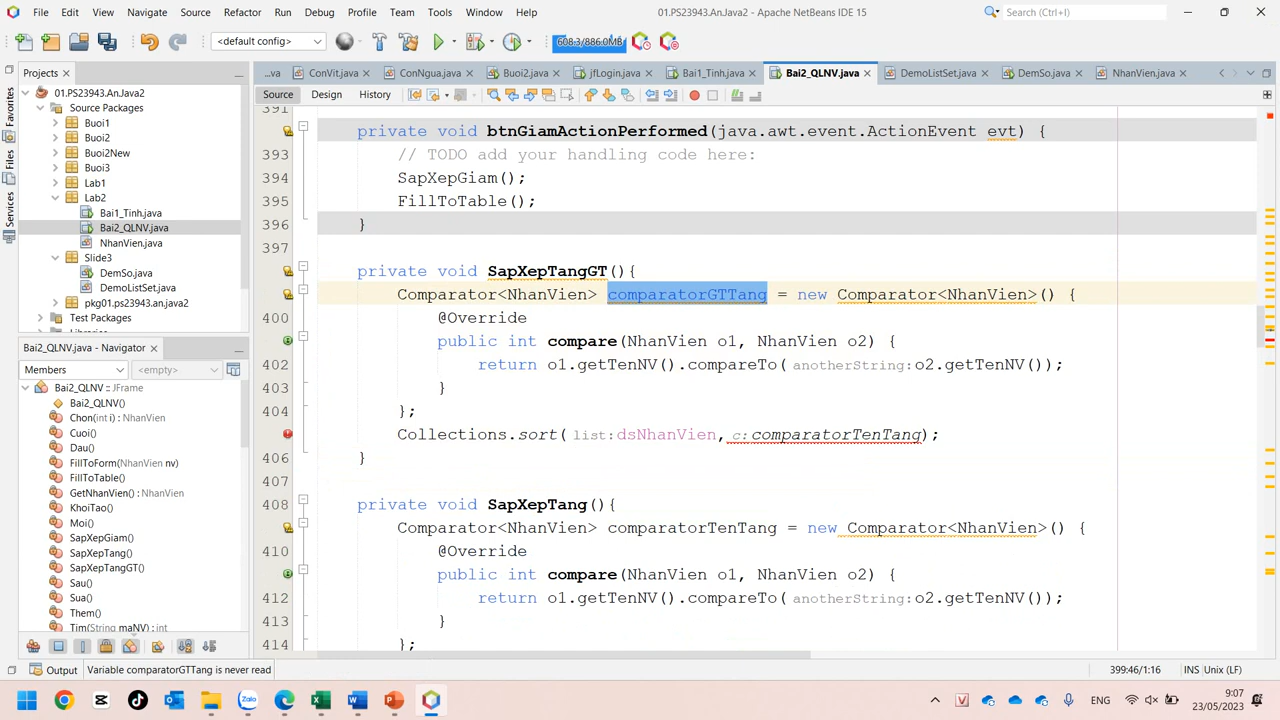 File Edit View Navigate Source Refactor Run Debug Profile Team Tools Window Help 01.PS23943.AnJava2 - Apache NetBeans IDE 15 Search (Ctrl+I)
<default config> 608.3/886.0MB
Projects ...va ConVit.java ConNgua.java Buoi2.java jfLogin.java Bai1_Tinh.java Bai2_QLNV.java DemoListSet.java DemSo.java NhanVien.java
Source Design History
Favorites
Files
Services
01.PS23943.An.Java2
Source Packages
Buoi1
Buoi2
Buoi2New
Buoi3
Lab1
Lab2
Bai1_Tinh.java
Bai2_QLNV.java
NhanVien.java
Slide3
DemSo.java
DemoListSet.java
pkg01.ps23943.an.java2
Test Packages
Bai2_QLNV.java - Navigator
Members <empty>
Bai2_QLNV :: JFrame
Bai2_QLNV()
Chon(int i) : NhanVien
Cuoi()
Dau()
FillToForm(NhanVien nv)
FillToTable()
GetNhanVien() : NhanVien
KhoiTao()
Moi()
SapXepGiam()
SapXepTang()
SapXepTangGT()
Sau()
Sua()
Them()
Tim(String maNV) : int
391
private void btnGiamActionPerformed(java.awt.event.ActionEvent evt) {
393 // TODO add your handling code here:
394 SapXepGiam();
395 FillToTable();
396 }
397
private void SapXepTangGT(){
Comparator<NhanVien> comparatorGTTang = new Comparator<NhanVien>() {
400 @Override
public int compare(NhanVien o1, NhanVien o2) {
402 return o1.getTenNV().compareTo(anotherString:o2.getTenNV());
403 }
404 };
Collections.sort(list:dsNhanVien, c:comparatorTenTang);
406 }
407
408 private void SapXepTang(){
Comparator<NhanVien> comparatorTenTang = new Comparator<NhanVien>() {
410 @Override
public int compare(NhanVien o1, NhanVien o2) {
412 return o1.getTenNV().compareTo(anotherString:o2.getTenNV());
413 }
414 };
Output Variable comparatorGTTang is never read 399:46/1:16 INS Unix (LF)
ENG 9:07
23/05/2023